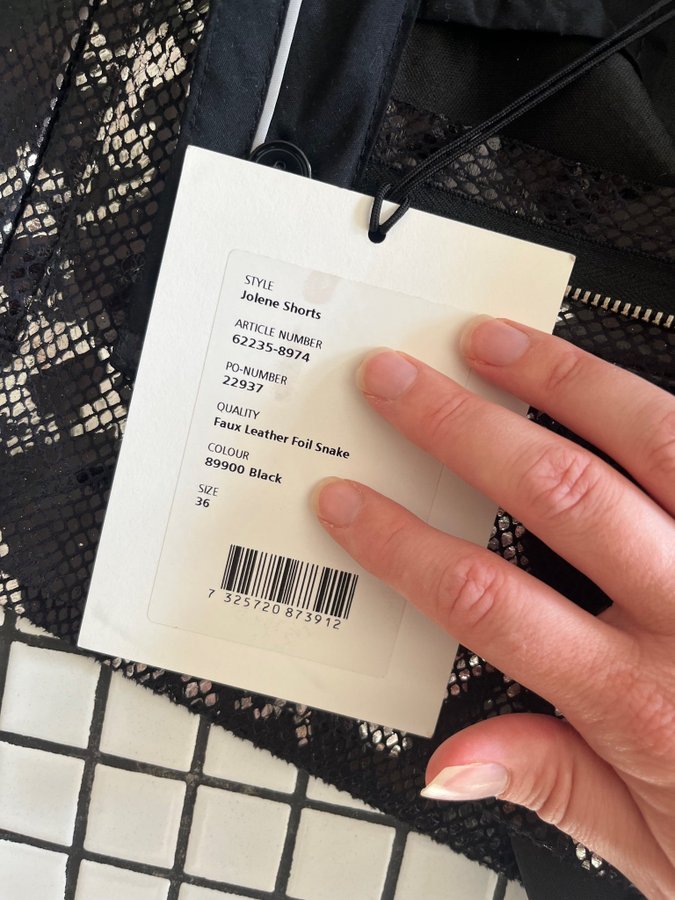 STYLE
Jolene Shorts
ARTICLE NUMBER
62235-8974
PO-NUMBER
22937
QUALITY
Faux Leather Foil Snake
COLOUR
89900 Black
SIZE
36
7 325720 873912